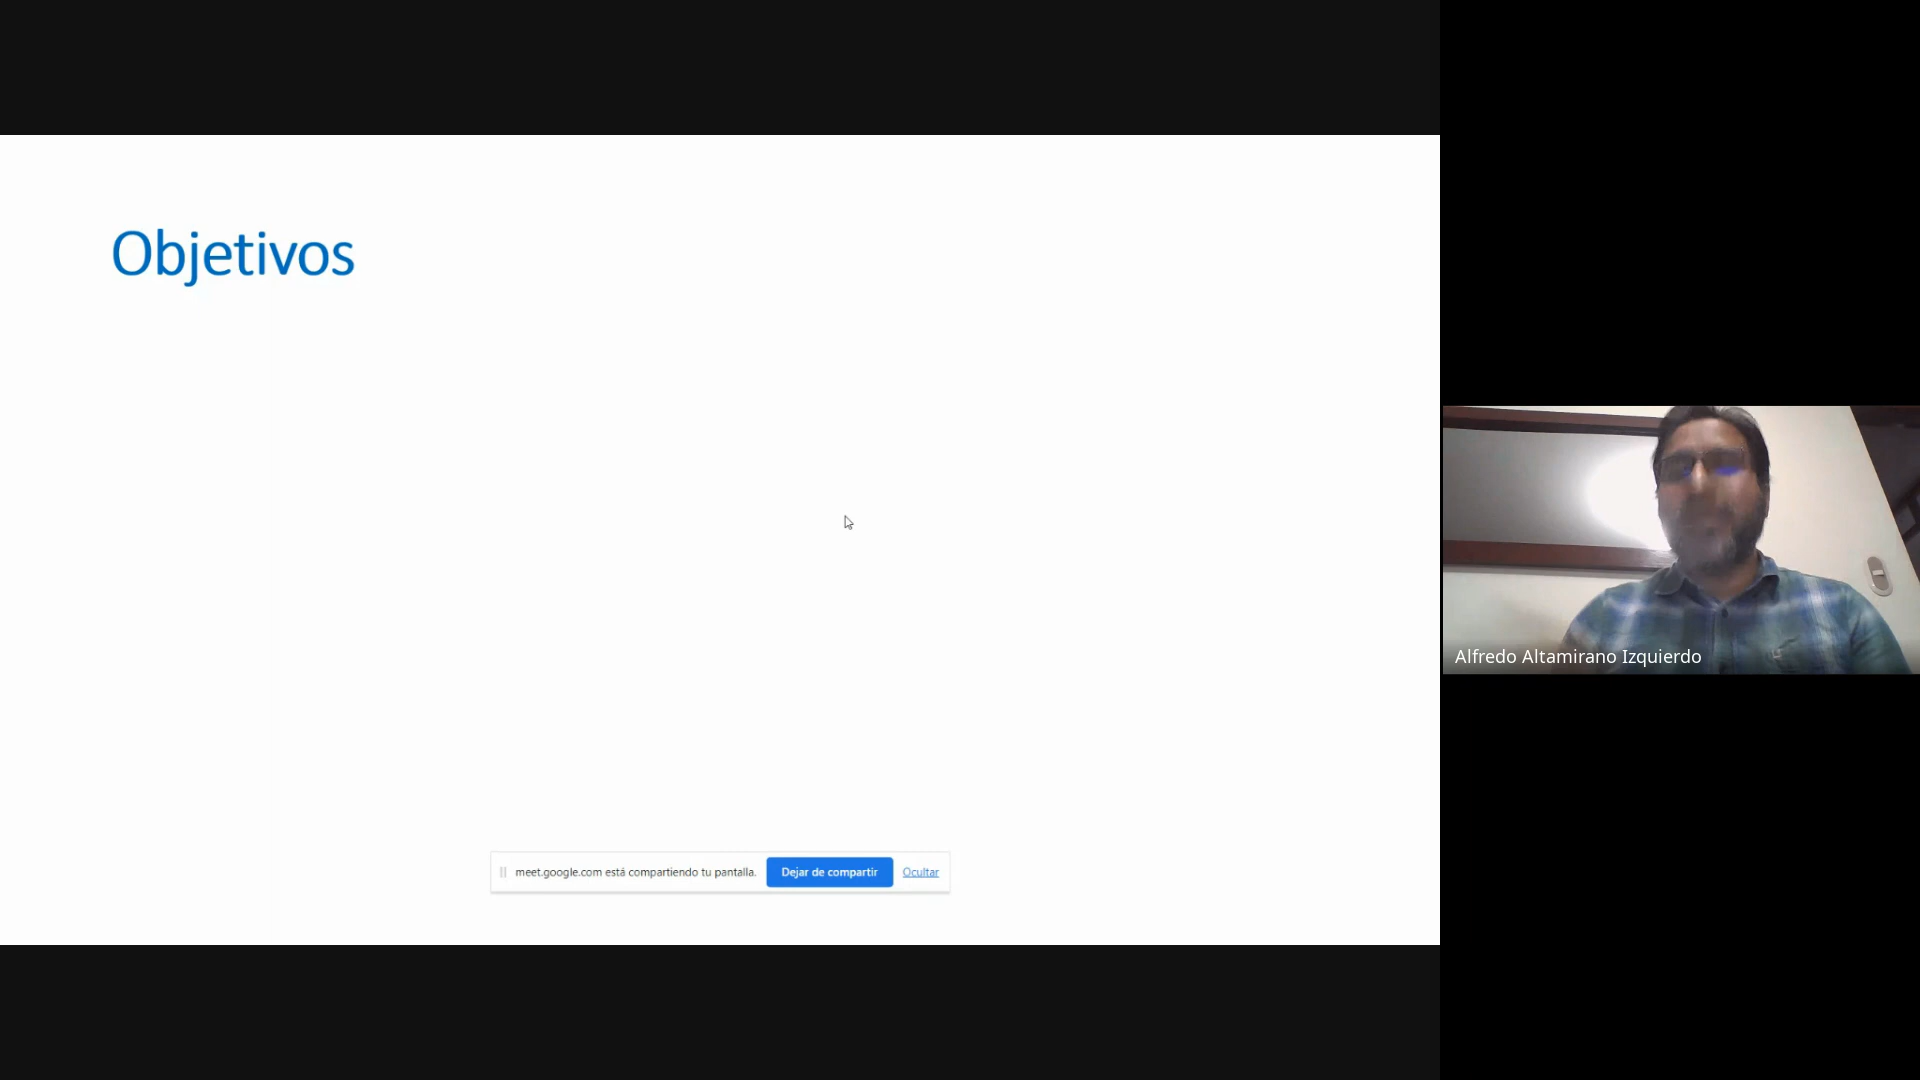 Objetivos
meet.google.com está compartiendo tu pantalla. Dejar de compartir Ocultar
Alfredo Altamirano Izquierdo